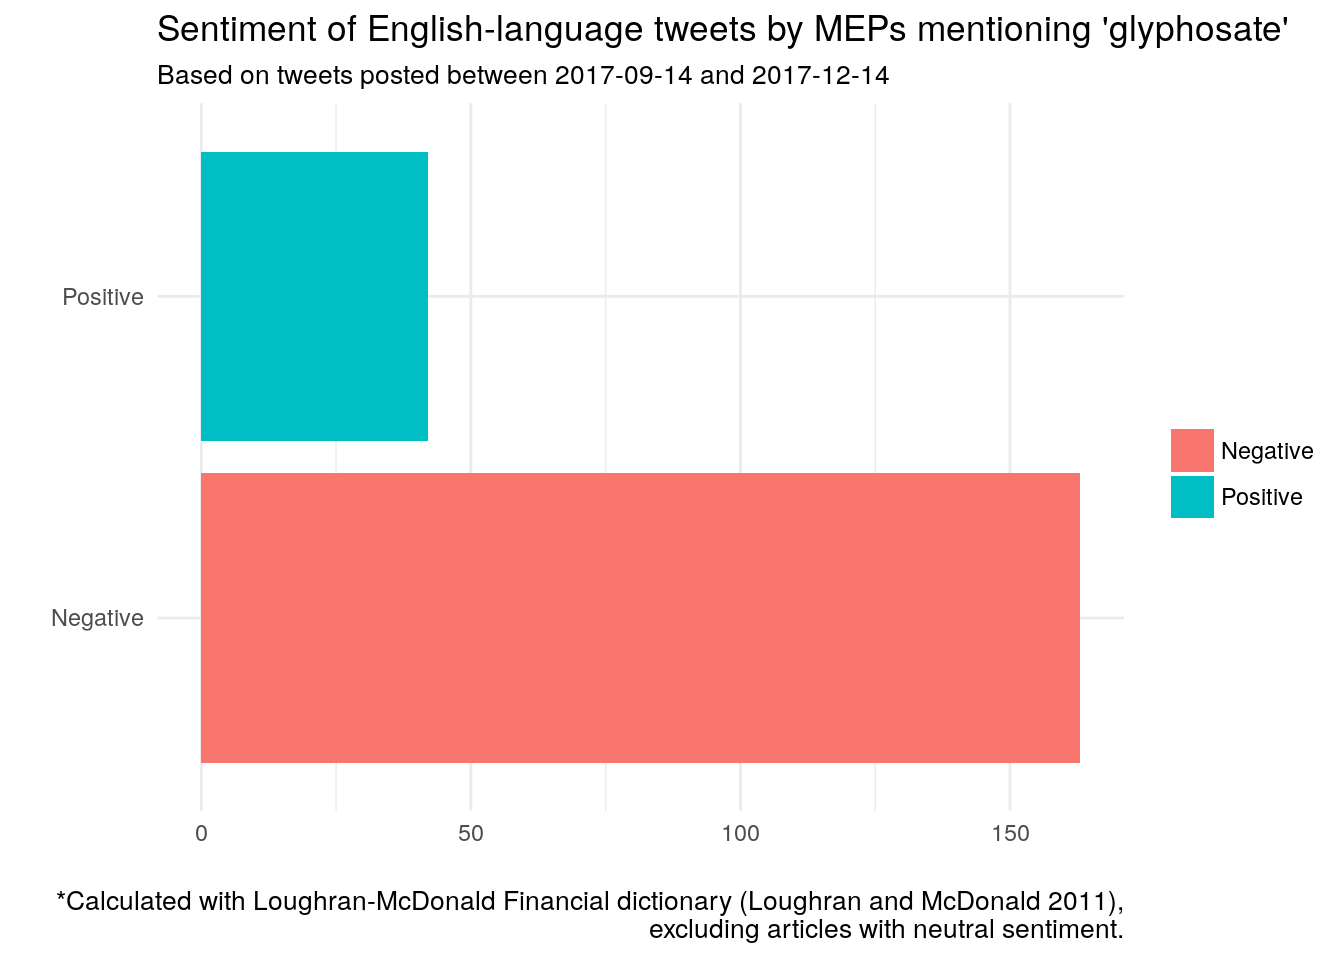 Sentiment of English-language tweets by MEPs mentioning 'glyphosate'
Based on tweets posted between 2017-09-14 and 2017-12-14
Positive
Negative
Negative
Positive
0 50 100 150
*Calculated with Loughran-McDonald Financial dictionary (Loughran and McDonald 2011),
excluding articles with neutral sentiment.